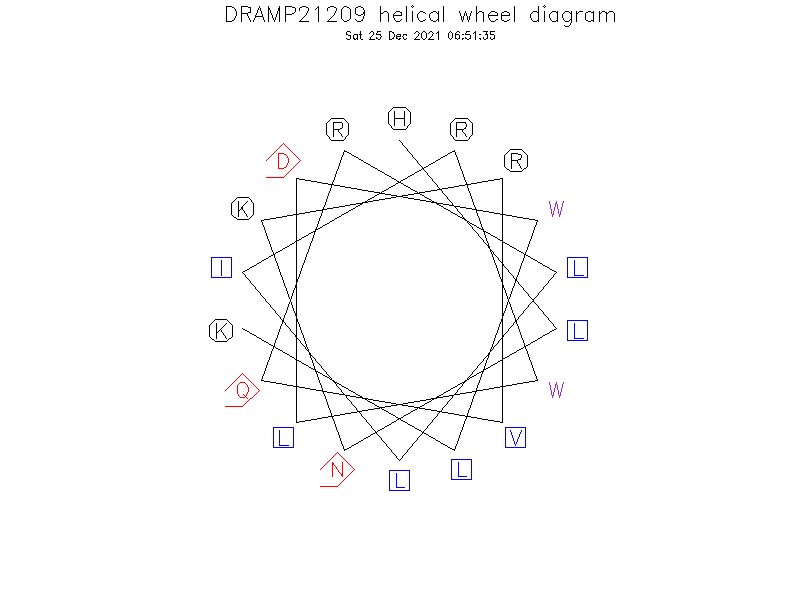 DRAMP21209 helical wheel diagram
Sat 25 Dec 2021 06:51:35
H
R R
D R
K W
I L
K L
Q W
L V
N L
L